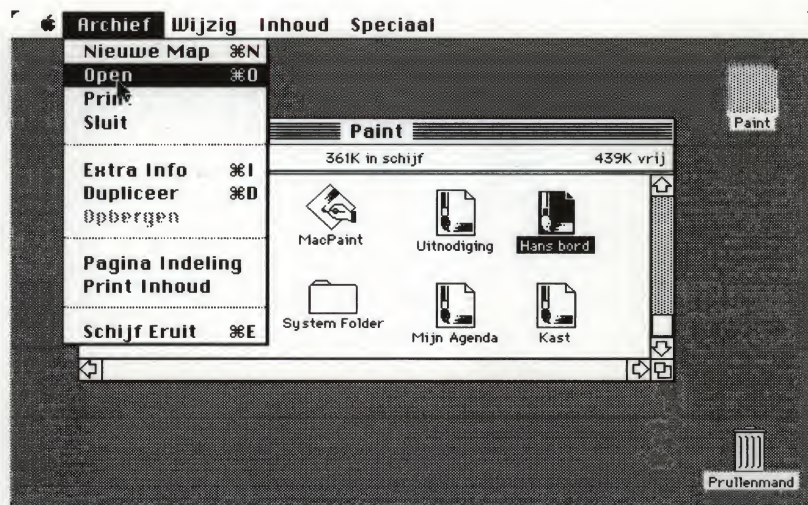 Archief Wijzig Inhoud Speciaal
Nieuwe Map ⌘N
Open ⌘O
Print
Sluit
Extra Info ⌘I
Dupliceer ⌘D
Opbergen
Pagina Indeling
Print Inhoud
Schijf Eruit ⌘E
Paint
361K in schijf 439K vrij
MacPaint
Uitnodiging
Hans bord
System Folder
Mijn Agenda
Kast
Paint
Prullenmand